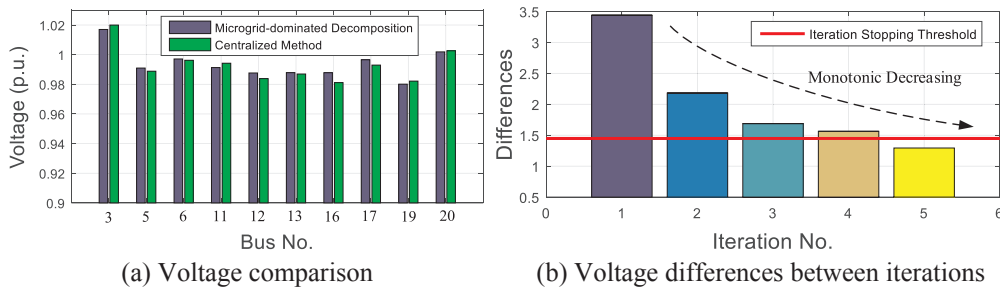 Microgrid-dominated Decomposition
Centralized Method
Voltage (p.u.)
1.02
1
0.98
0.96
0.94
0.92
0.9
3 5 6 11 12 13 16 17 19 20
Bus No.
(a) Voltage comparison
Iteration Stopping Threshold
Monotonic Decreasing
Differences
3.5
3
2.5
2
1.5
1
0.5
0 1 2 3 4 5 6
Iteration No.
(b) Voltage differences between iterations